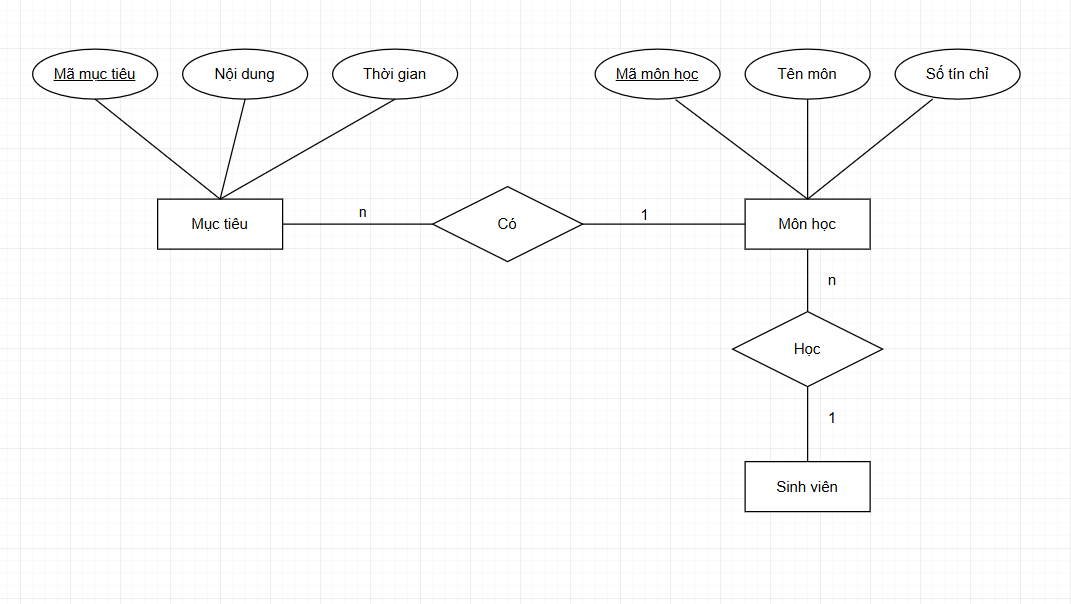 Mã mục tiêu
Nội dung
Thời gian
Mã môn học
Tên môn
Số tín chỉ
Mục tiêu
n
Có
1
Môn học
n
Học
1
Sinh viên